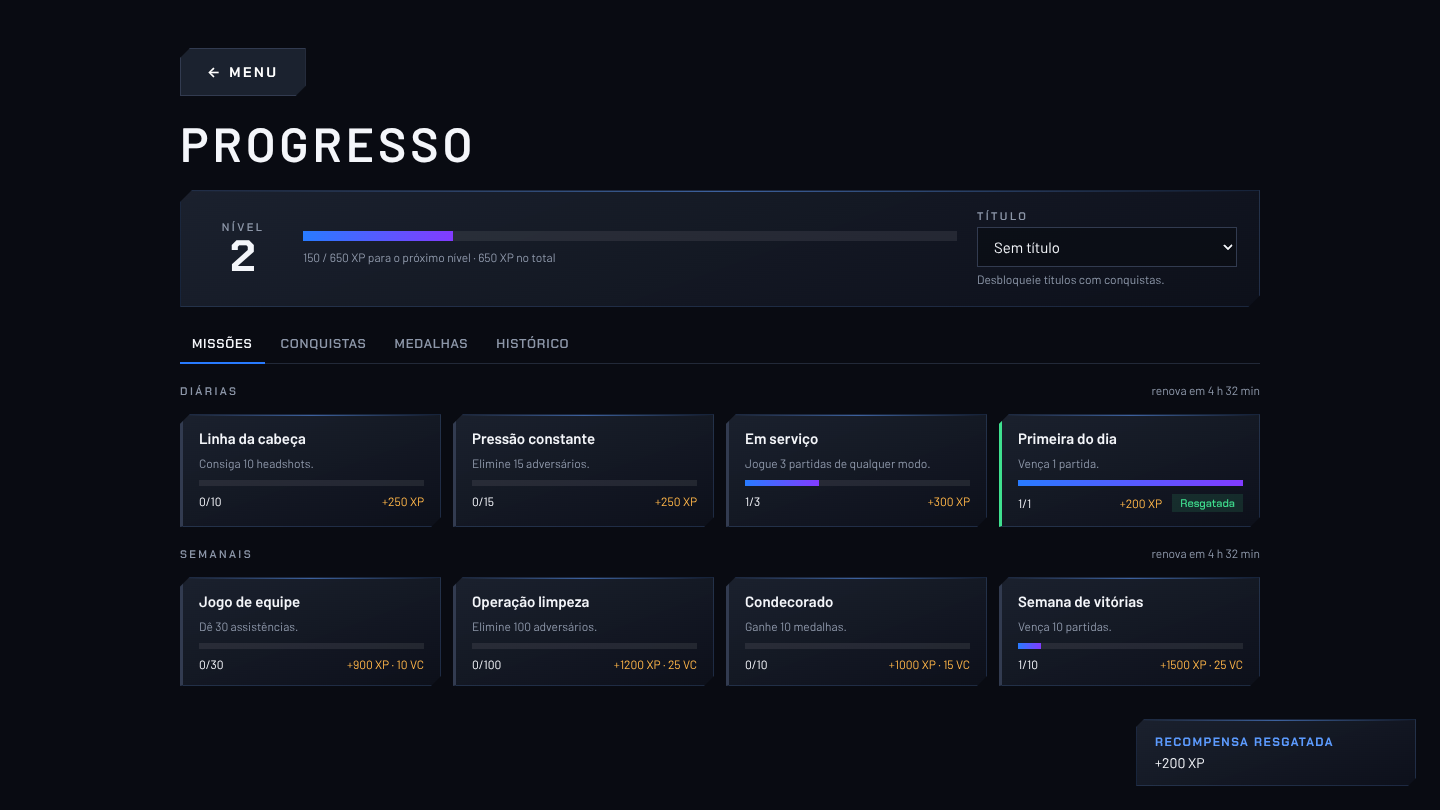 ← MENU
PROGRESSO
NÍVEL
2
150 / 650 XP para o próximo nível · 650 XP no total
TÍTULO
Sem título
Desbloqueie títulos com conquistas.
MISSÕES CONQUISTAS MEDALHAS HISTÓRICO
DIÁRIAS renova em 4 h 32 min
Linha da cabeça
Consiga 10 headshots.
0/10 +250 XP
Pressão constante
Elimine 15 adversários.
0/15 +250 XP
Em serviço
Jogue 3 partidas de qualquer modo.
1/3 +300 XP
Primeira do dia
Vença 1 partida.
1/1 +200 XP Resgatada
SEMANAIS renova em 4 h 32 min
Jogo de equipe
Dê 30 assistências.
0/30 +900 XP · 10 VC
Operação limpeza
Elimine 100 adversários.
0/100 +1200 XP · 25 VC
Condecorado
Ganhe 10 medalhas.
0/10 +1000 XP · 15 VC
Semana de vitórias
Vença 10 partidas.
1/10 +1500 XP · 25 VC
RECOMPENSA RESGATADA
+200 XP